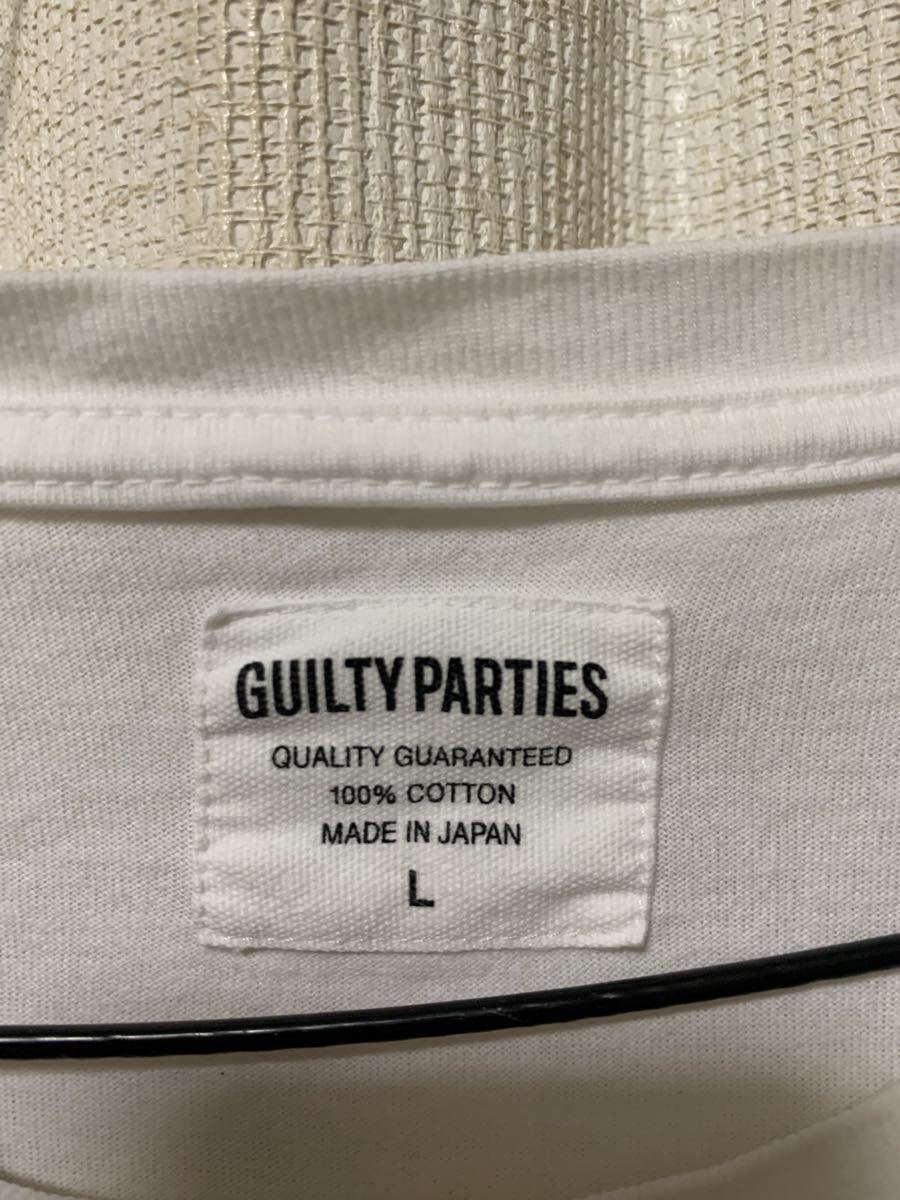 GUILTY PARTIES
QUALITY GUARANTEED
100% COTTON
MADE IN JAPAN
L